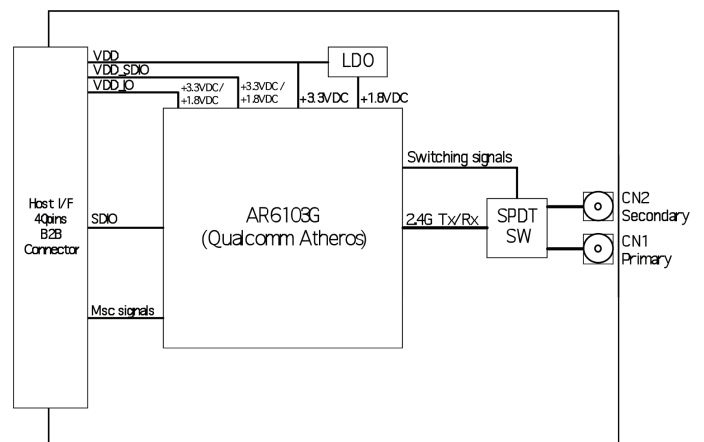 VDD
VDD_SDIO
VDD_IO
+3.3VDC/
+1.8VDC
+3.3VDC/
+1.8VDC
LDO
+3.3VDC
+1.8VDC
Host I/F
40pins
B2B
Connector
SDIO
Msc signals
AR6103G
(Qualcomm Atheros)
Switching signals
2.4G Tx/Rx
SPDT
SW
CN2
Secondary
CN1
Primary